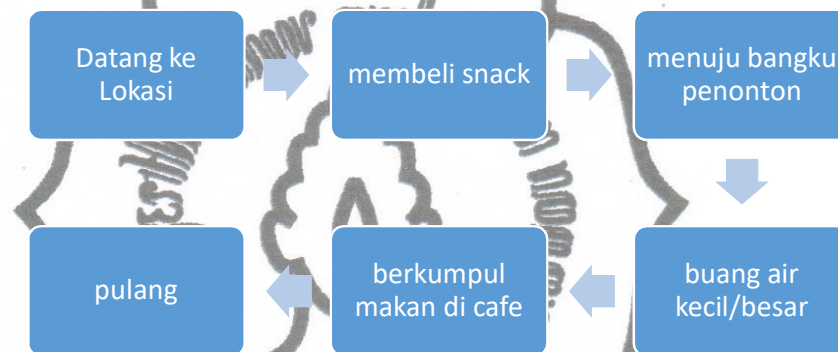 Datang ke
Lokasi
membeli snack
menuju bangku
penonton
buang air
kecil/besar
berkumpul
makan di cafe
pulang